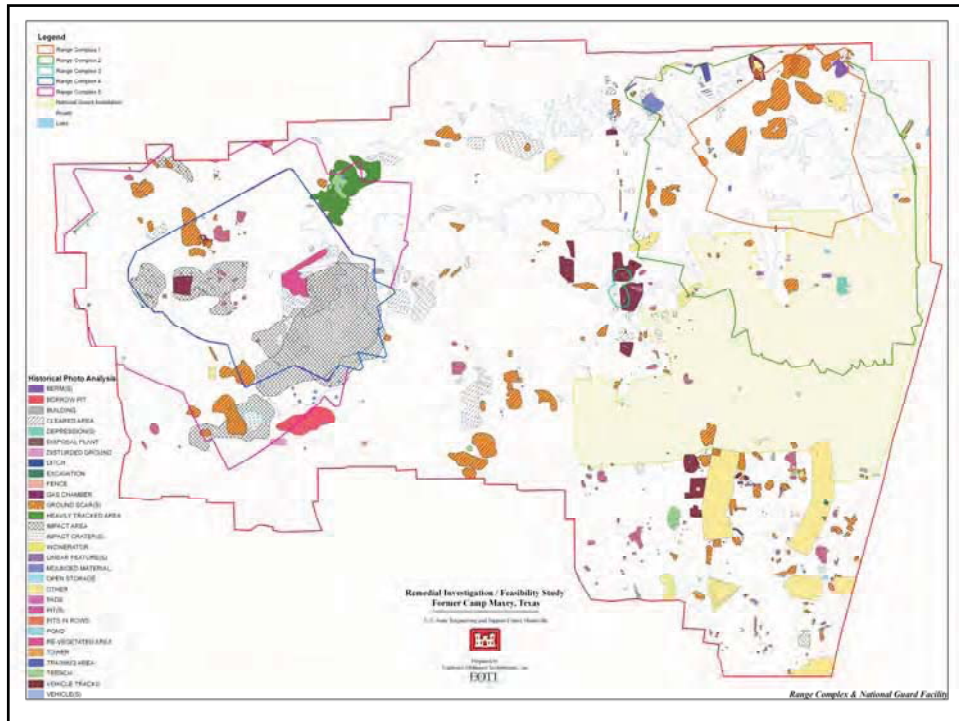 Legend
Range Complex 1
Range Complex 2
Range Complex 3
Range Complex 4
Range Complex 5
National Guard Installation
Roads
Lake
Historical Photo Analysis
BERM(S)
BORROW PIT
BUILDING
CLEARED AREA
DEPRESSION(S)
DISPOSAL PLANT
DISTURBED GROUND
DITCH
EXCAVATION
FENCE
GAS CHAMBER
GROUND SCAR(S)
HEAVILY TRACKED AREA
IMPACT AREA
IMPACT CRATER(S)
INCINERATOR
LINEAR FEATURE(S)
MOUNDED MATERIAL
OPEN STORAGE
OTHER
PADS
PIT(S)
PITS IN ROWS
POND
RE-VEGETATED AREA
TOWER
TRAINING AREA
TRENCH
VEHICLE TRACKS
VEHICLE(S)
Remedial Investigation / Feasibility Study
Former Camp Maxey, Texas
U.S. Army Engineering and Support Center Huntsville
Prepared by
EOTI
Range Complex & National Guard Facility